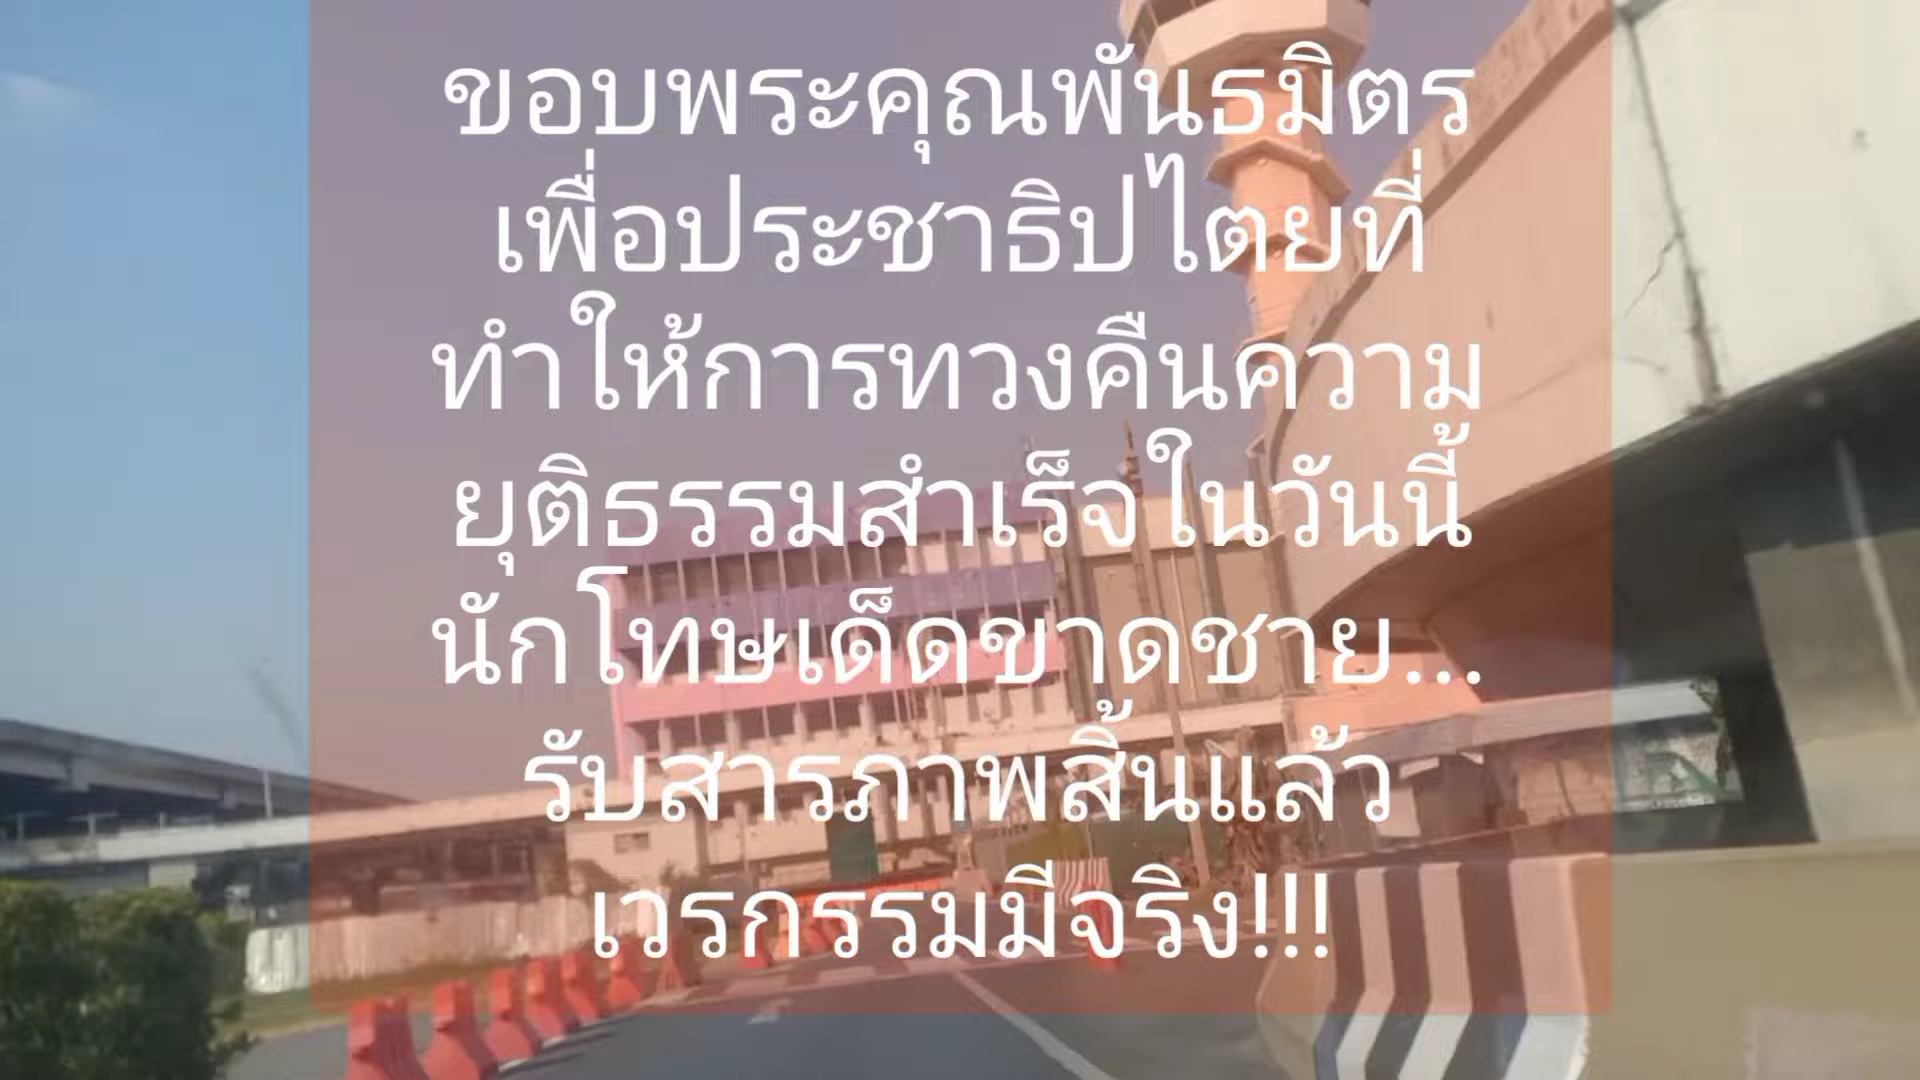 ขอบพระคุณพันธมิตร
เพื่อประชาธิปไตยที่
ทำให้การทวงคืนความ
ยุติธรรมสำเร็จในวันนี้
นักโทษเด็ดขาดชาย...
รับสารภาพสิ้นแล้ว
เวรกรรมมีจริง!!!